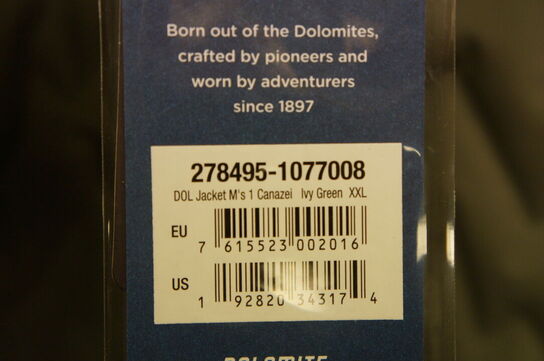 Born out of the Dolomites,
crafted by pioneers and
worn by adventurers
since 1897
278495-1077008
DOL Jacket M's 1 Canazei Ivy Green XXL
EU
7 615523 002016
US
1 92820 34317 4
DOLOMITE